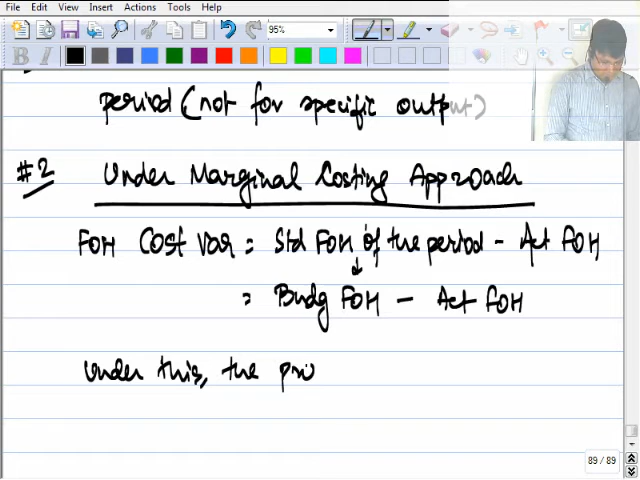 File Edit View Insert Actions Tools Help
95%
period (not for specific output)
#2 Under Marginal Costing Approach
FOH Cost Var = Std FOH of the period - Act FOH
= Budg FOH - Act FOH
Under this, the pro
89 / 89